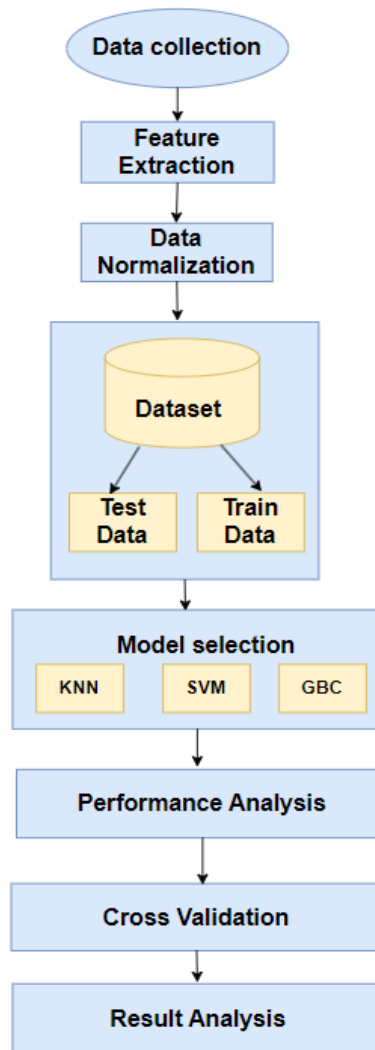 Data collection
Feature
Extraction
Data
Normalization
Dataset
Test
Data
Train
Data
Model selection
KNN
SVM
GBC
Performance Analysis
Cross Validation
Result Analysis